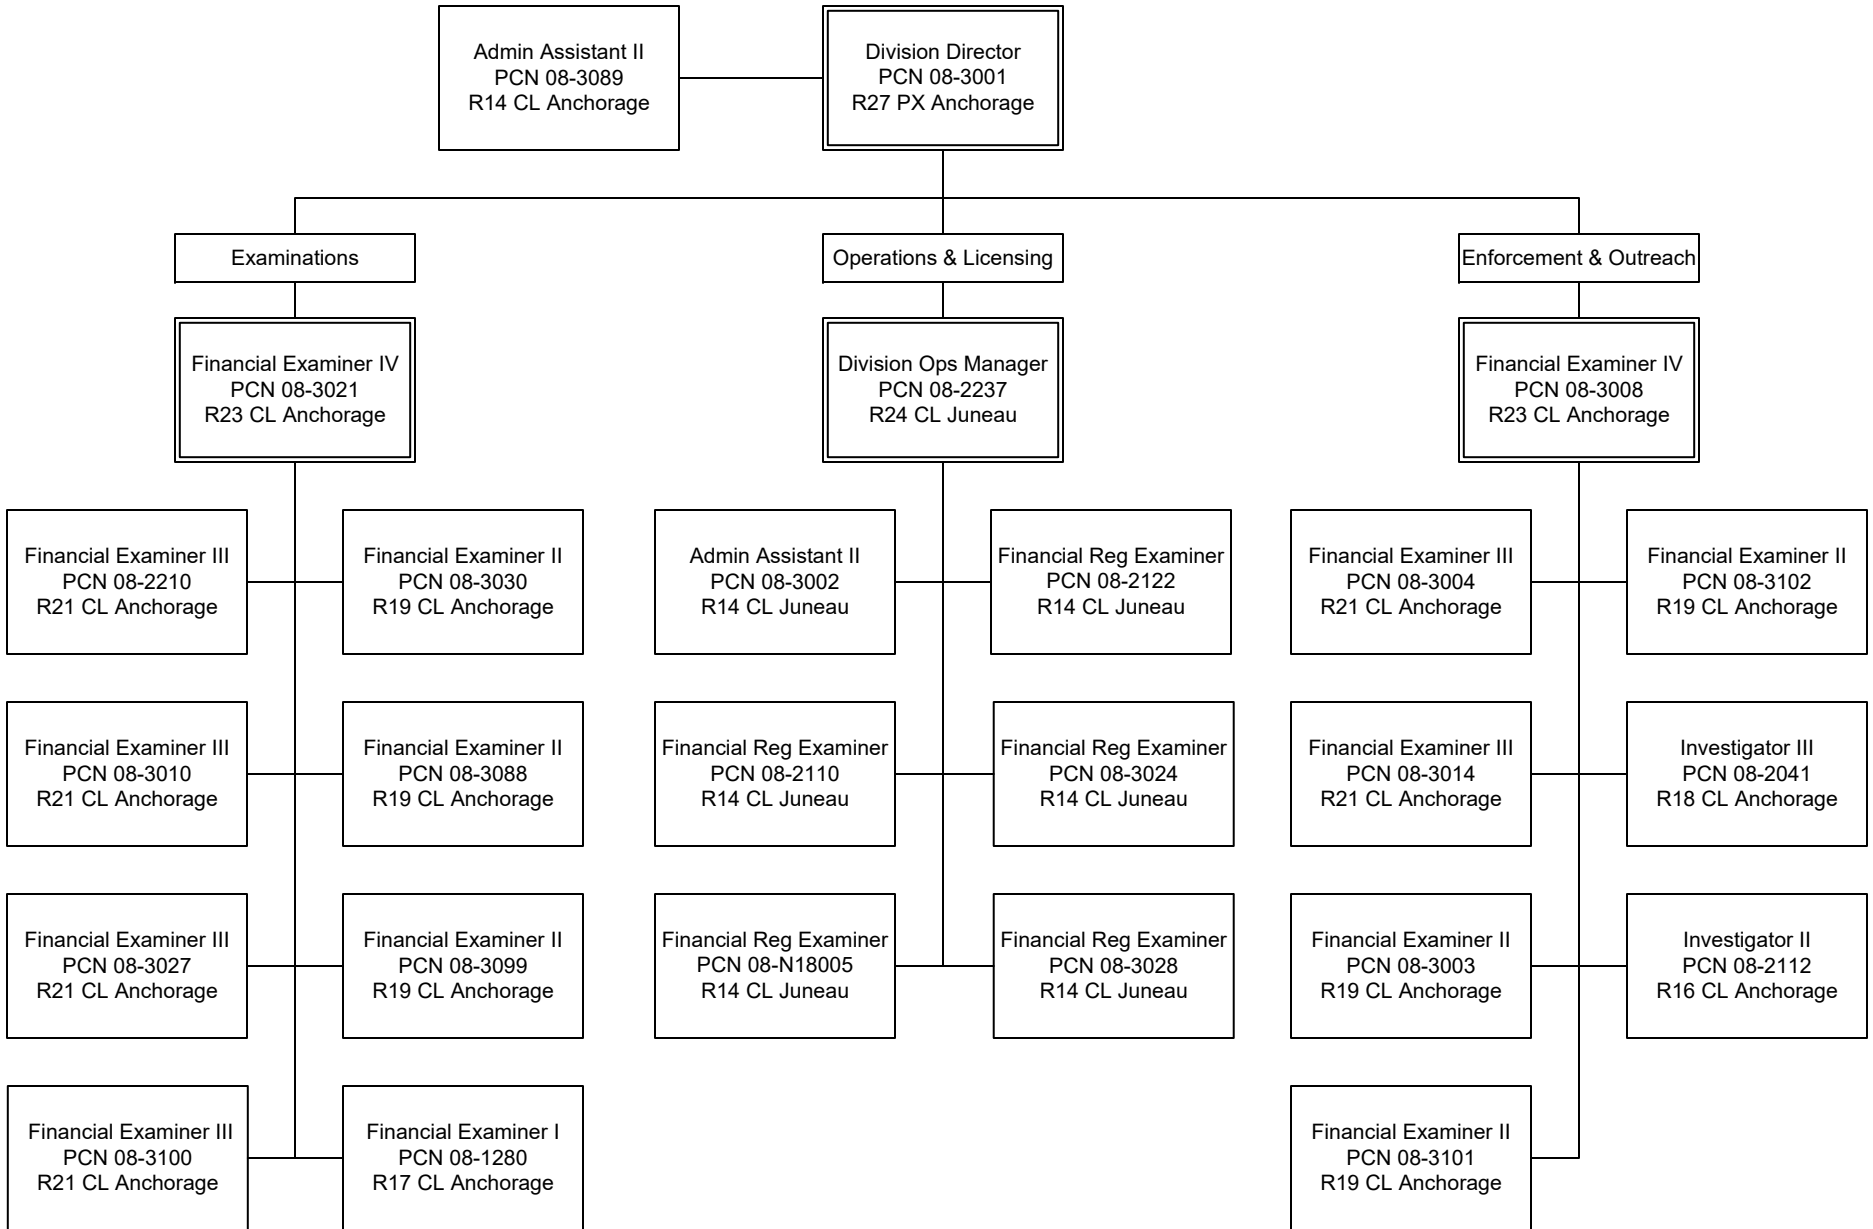 Admin Assistant II
PCN 08-3089
R14 CL Anchorage
Division Director
PCN 08-3001
R27 PX Anchorage
Examinations
Operations & Licensing
Enforcement & Outreach
Financial Examiner IV
PCN 08-3021
R23 CL Anchorage
Division Ops Manager
PCN 08-2237
R24 CL Juneau
Financial Examiner IV
PCN 08-3008
R23 CL Anchorage
Financial Examiner III
PCN 08-2210
R21 CL Anchorage
Financial Examiner II
PCN 08-3030
R19 CL Anchorage
Admin Assistant II
PCN 08-3002
R14 CL Juneau
Financial Reg Examiner
PCN 08-2122
R14 CL Juneau
Financial Examiner III
PCN 08-3004
R21 CL Anchorage
Financial Examiner II
PCN 08-3102
R19 CL Anchorage
Financial Examiner III
PCN 08-3010
R21 CL Anchorage
Financial Examiner II
PCN 08-3088
R19 CL Anchorage
Financial Reg Examiner
PCN 08-2110
R14 CL Juneau
Financial Reg Examiner
PCN 08-3024
R14 CL Juneau
Financial Examiner III
PCN 08-3014
R21 CL Anchorage
Investigator III
PCN 08-2041
R18 CL Anchorage
Financial Examiner III
PCN 08-3027
R21 CL Anchorage
Financial Examiner II
PCN 08-3099
R19 CL Anchorage
Financial Reg Examiner
PCN 08-N18005
R14 CL Juneau
Financial Reg Examiner
PCN 08-3028
R14 CL Juneau
Financial Examiner II
PCN 08-3003
R19 CL Anchorage
Investigator II
PCN 08-2112
R16 CL Anchorage
Financial Examiner III
PCN 08-3100
R21 CL Anchorage
Financial Examiner I
PCN 08-1280
R17 CL Anchorage
Financial Examiner II
PCN 08-3101
R19 CL Anchorage